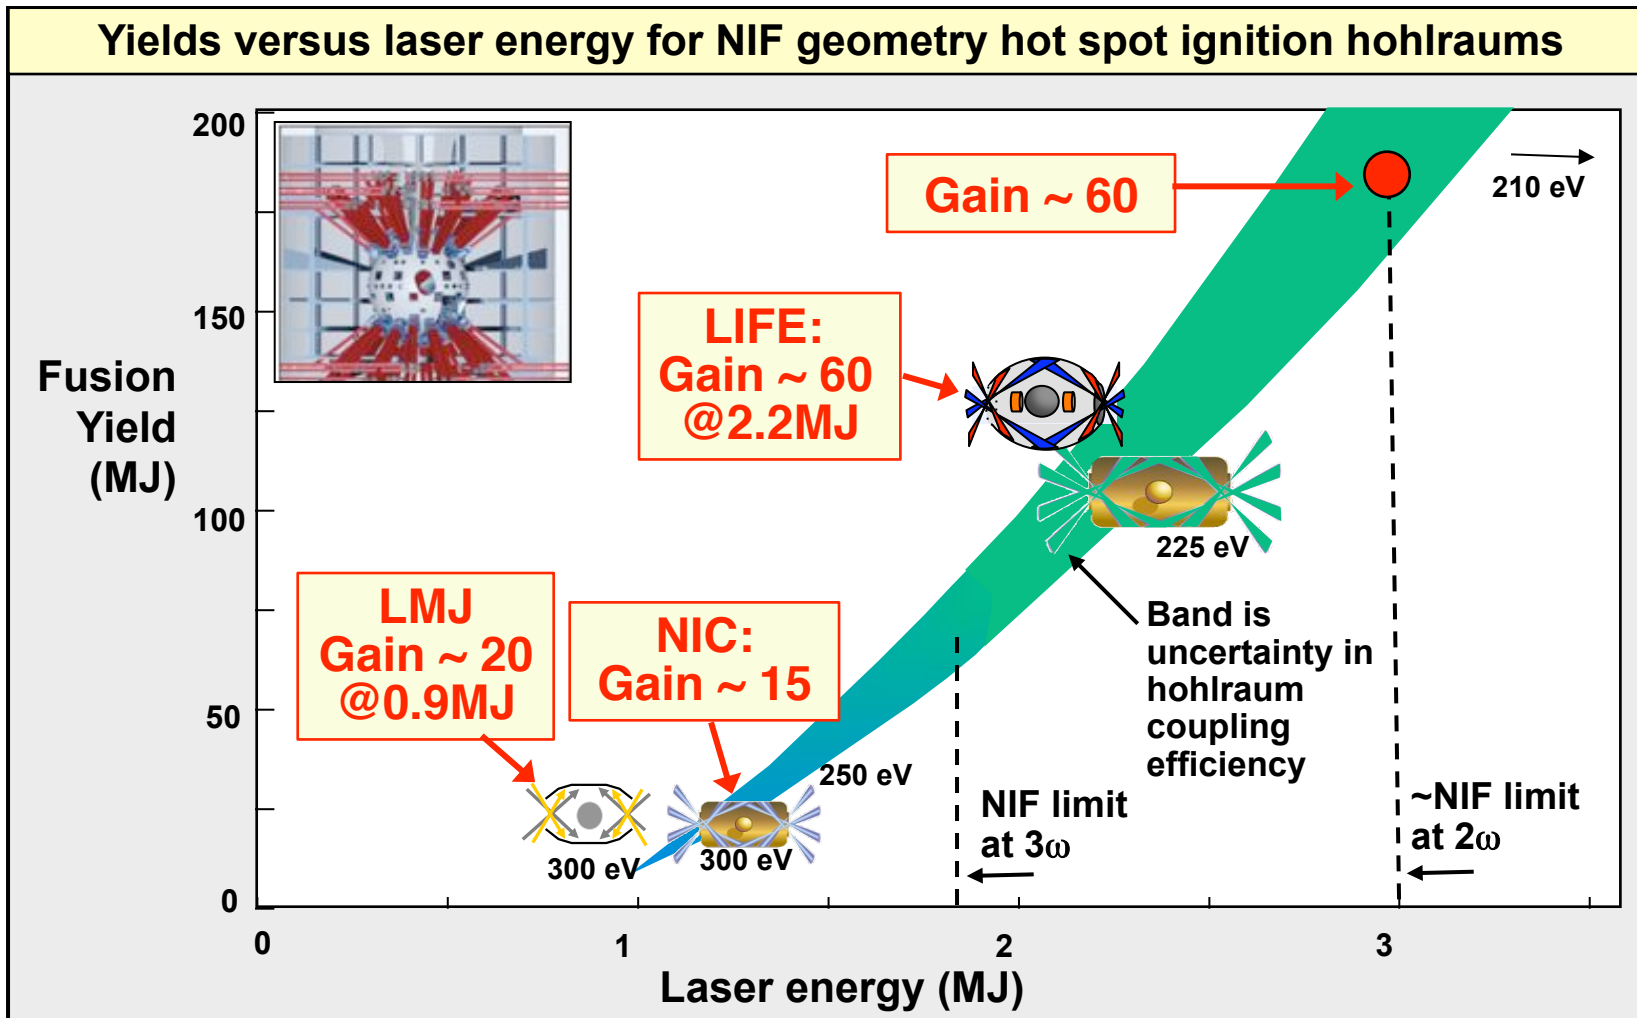 Yields versus laser energy for NIF geometry hot spot ignition hohlraums
200
150
100
50
0
Fusion
Yield
(MJ)
Gain ~ 60
210 eV
LIFE:
Gain ~ 60
@2.2MJ
225 eV
LMJ
Gain ~ 20
@0.9MJ
NIC:
Gain ~ 15
Band is
uncertainty in
hohlraum
coupling
efficiency
250 eV
300 eV
300 eV
NIF limit
at 3ω
~NIF limit
at 2ω
0
1
2
3
Laser energy (MJ)